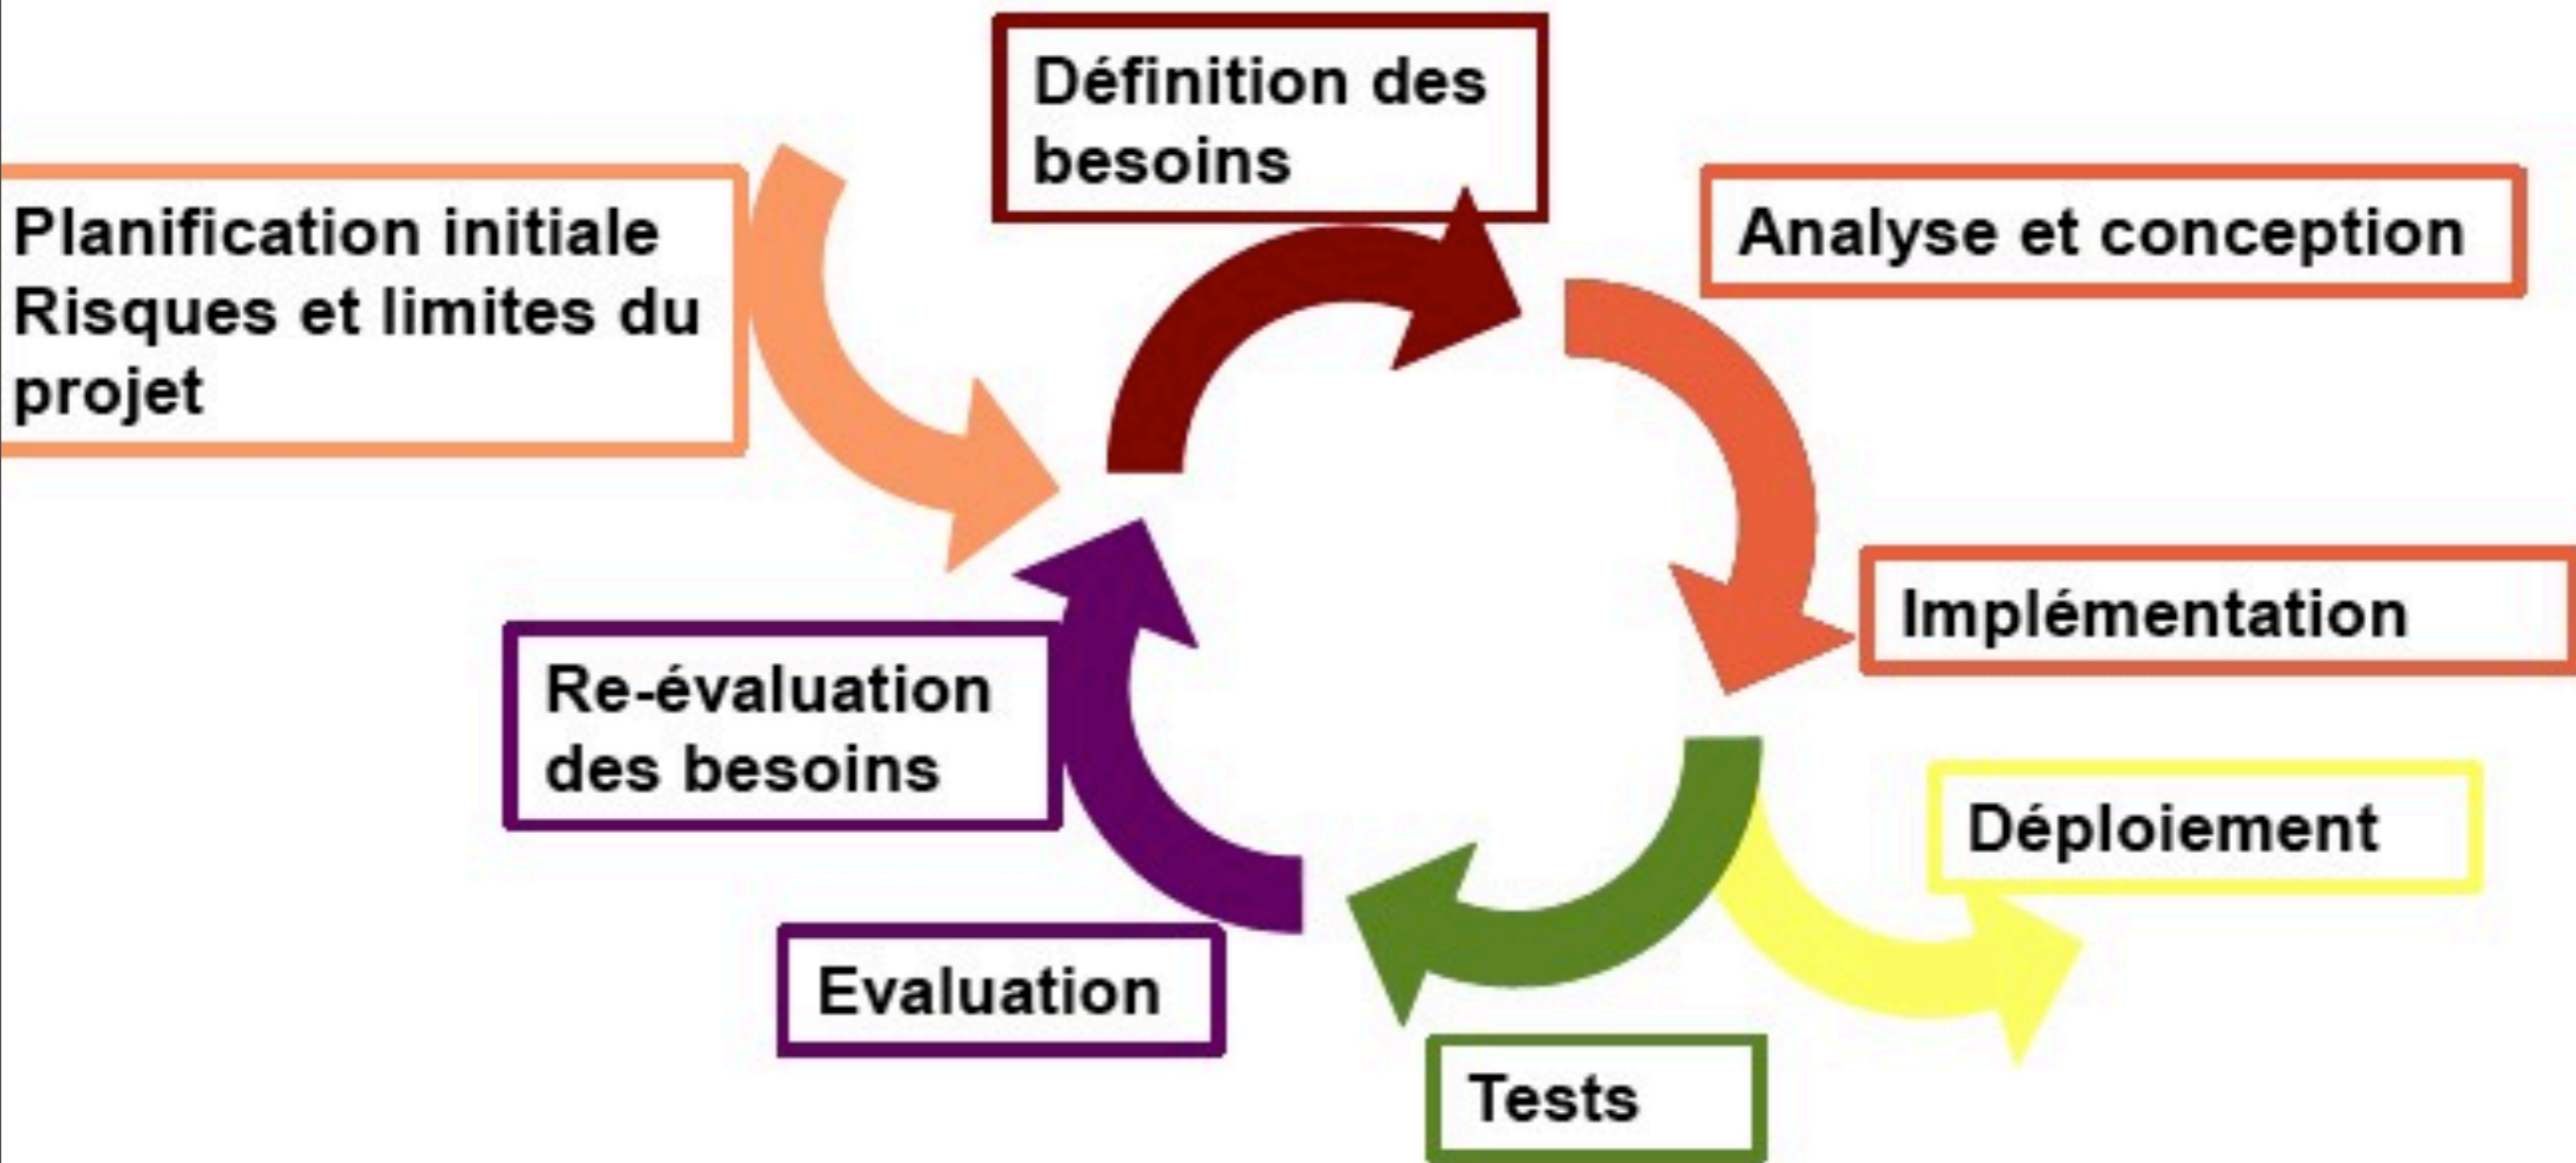 Définition des
besoins
Planification initiale
Risques et limites du
projet
Analyse et conception
Implémentation
Re-évaluation
des besoins
Déploiement
Evaluation
Tests